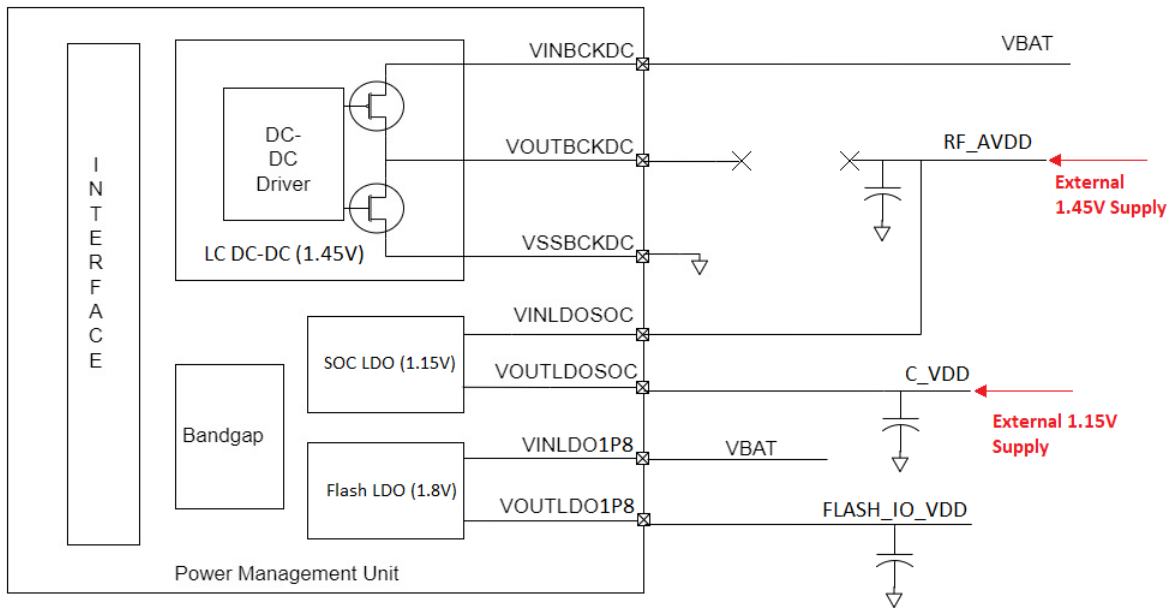 VINBCKDC
VBAT
I
N
T
E
R
F
A
C
E
DC-
DC
Driver
VOUTBCKDC
RF_AVDD
External
1.45V Supply
LC DC-DC (1.45V)
VSSBCKDC
VINLDOSOC
SOC LDO (1.15V)
VOUTLDOSOC
C_VDD
External 1.15V
Supply
Bandgap
VINLDO1P8
VBAT
Flash LDO (1.8V)
VOUTLDO1P8
FLASH_IO_VDD
Power Management Unit